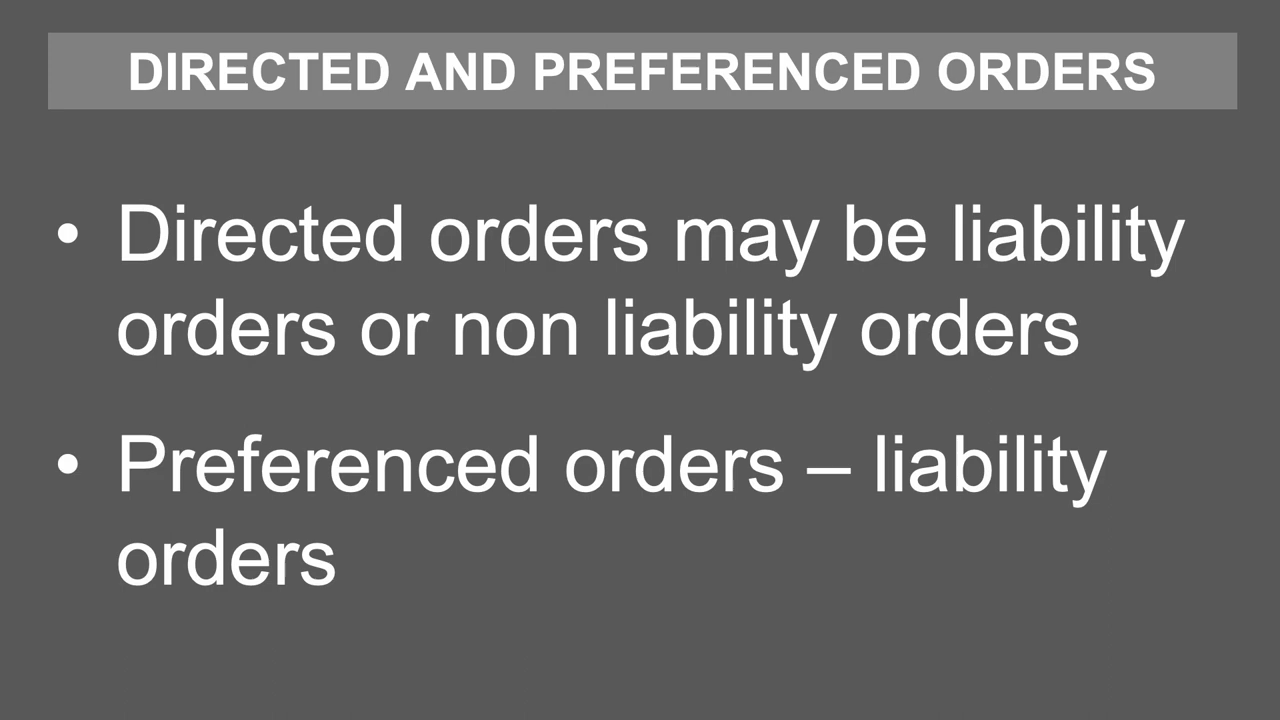 DIRECTED AND PREFERENCED ORDERS
• Directed orders may be liability
orders or non liability orders
• Preferenced orders – liability
orders